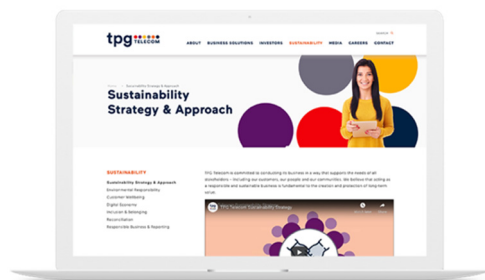 SEARCH
tpg
TELECOM
ABOUT BUSINESS SOLUTIONS INVESTORS SUSTAINABILITY MEDIA CAREERS CONTACT
Sustainability Strategy & Approach
Sustainability
Strategy & Approach
SUSTAINABILITY
Sustainability Strategy & Approach
Environmental Responsibility
Customer Wellbeing
Digital Economy
Inclusion & Belonging
Reconciliation
Responsible Business & Reporting
TPG Telecom is committed to conducting its business in a way that supports the needs of all
stakeholders – including our customers, our people and our communities. We believe that acting as
a responsible and sustainable business is fundamental to the creation and protection of long-term
value.
TPG Telecom Sustainability Strategy